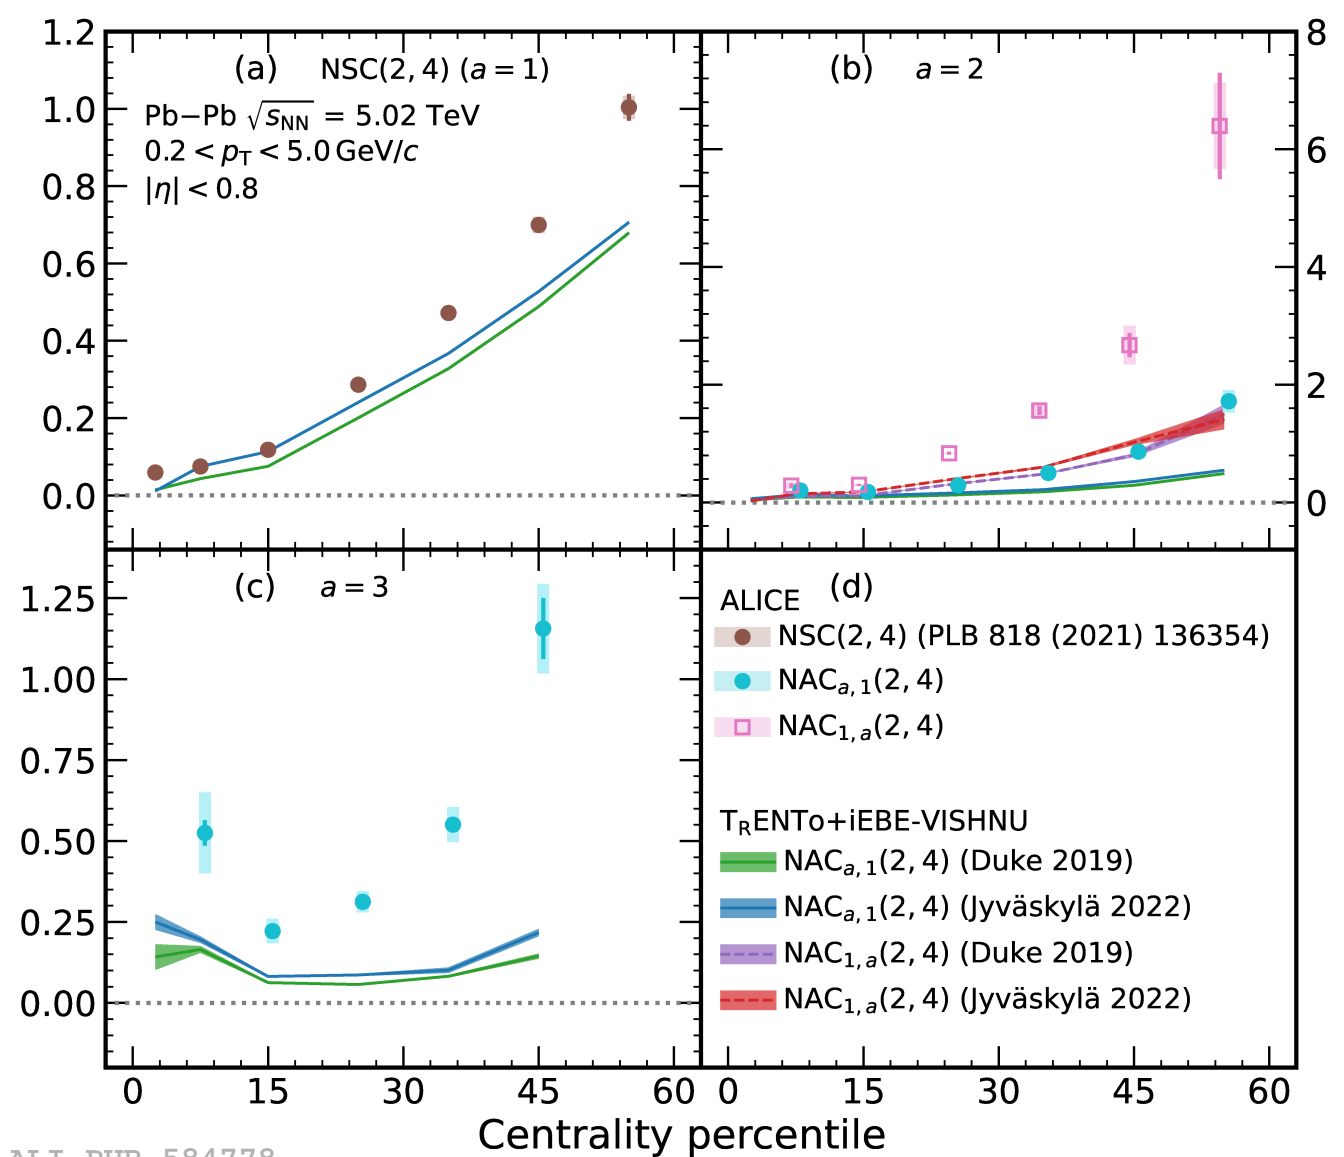 1.2
1.0
0.8
0.6
0.4
0.2
0.0
(a) NSC(2, 4) (a = 1)
Pb−Pb √sNN = 5.02 TeV
0.2 < pT < 5.0 GeV/c
|η| < 0.8
(b) a = 2
8
6
4
2
0
(c) a = 3
1.25
1.00
0.75
0.50
0.25
0.00
0 15 30 45 60
(d)
ALICE
NSC(2, 4) (PLB 818 (2021) 136354)
NACa, 1(2, 4)
NAC1, a(2, 4)
TRENTo+iEBE-VISHNU
NACa, 1(2, 4) (Duke 2019)
NACa, 1(2, 4) (Jyväskylä 2022)
NAC1, a(2, 4) (Duke 2019)
NAC1, a(2, 4) (Jyväskylä 2022)
0 15 30 45 60
Centrality percentile
ALI-PUB-584778